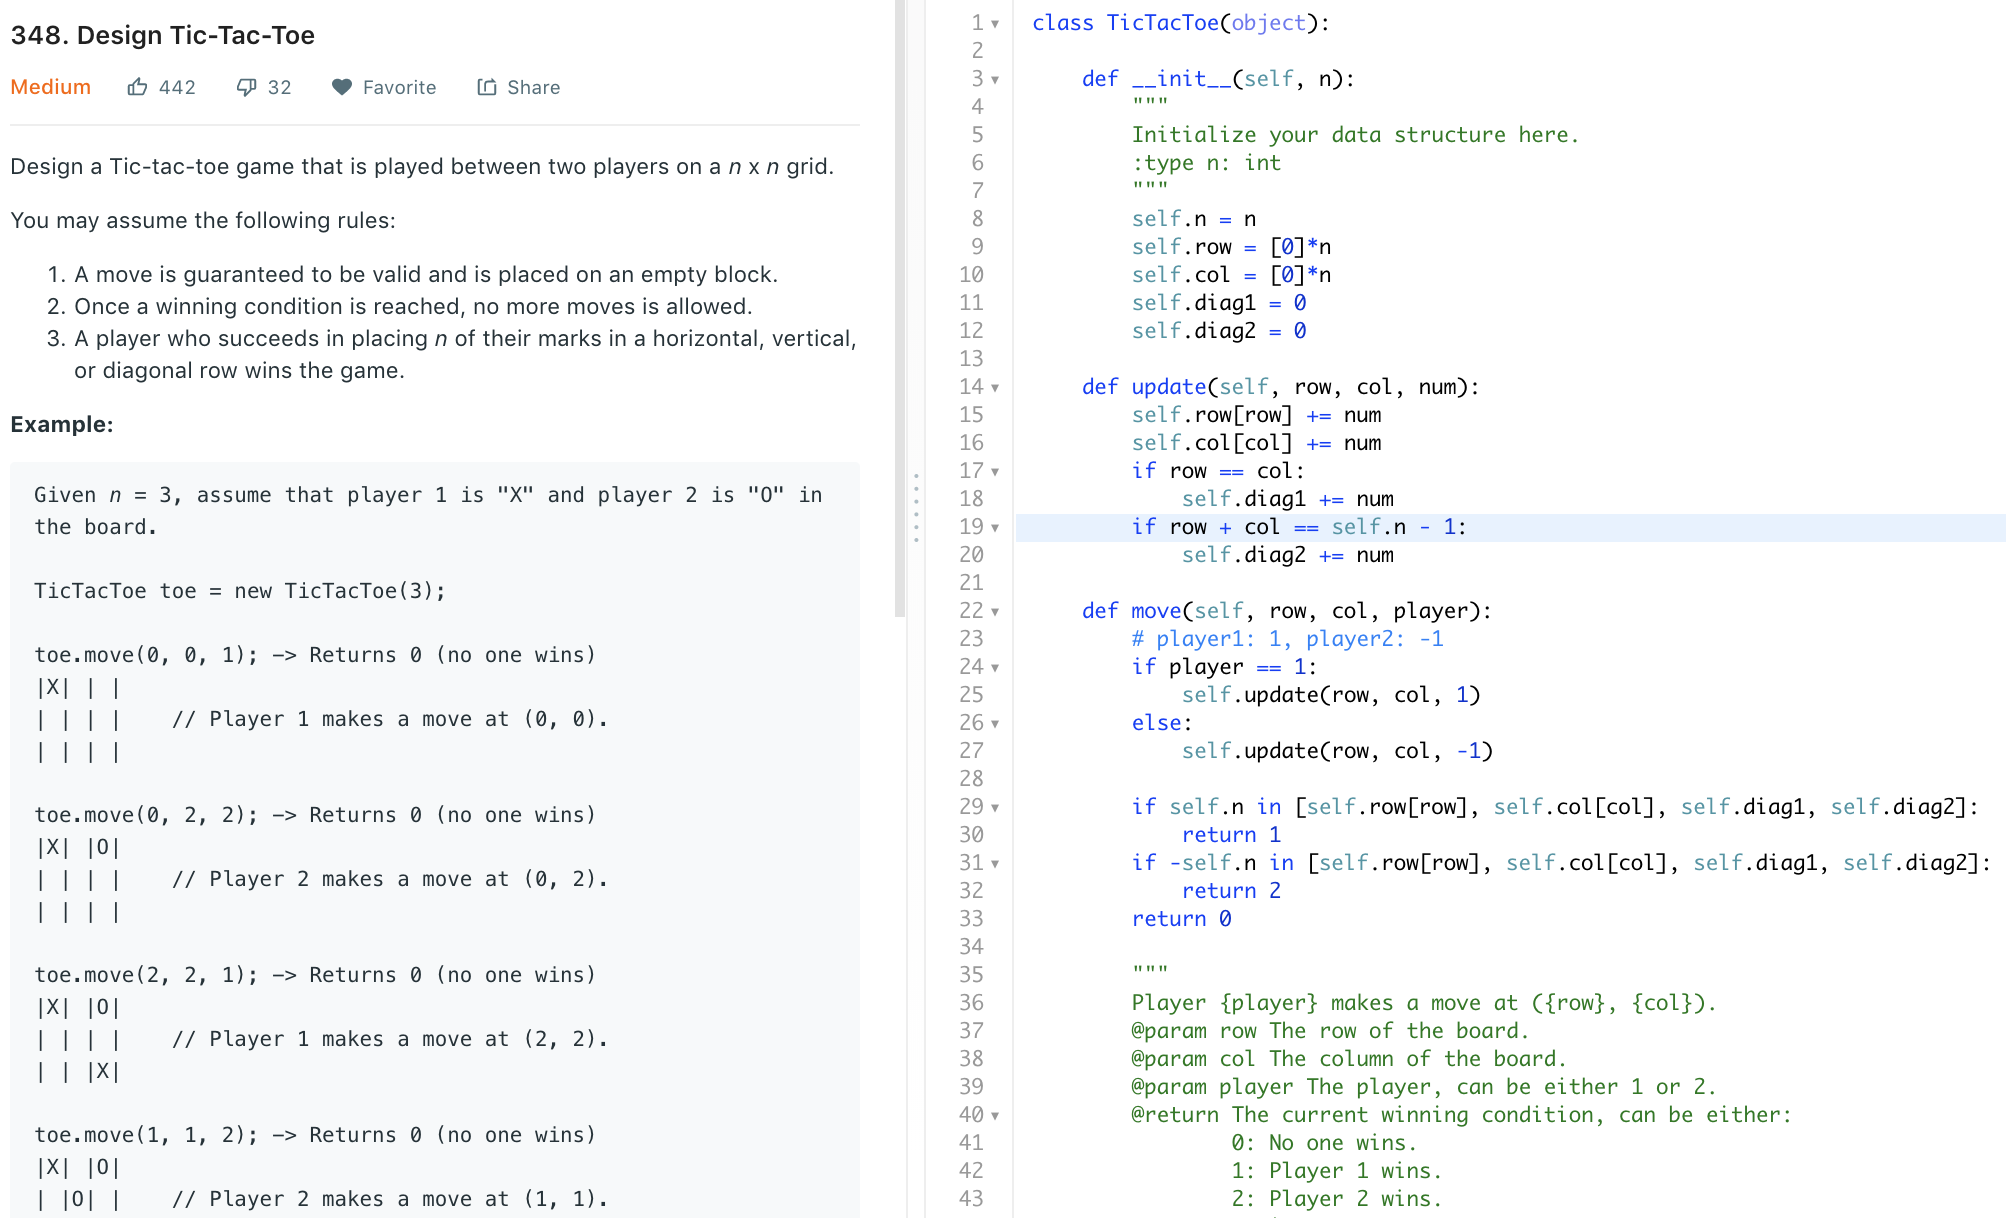 348. Design Tic-Tac-Toe
Medium 442 32 Favorite Share
Design a Tic-tac-toe game that is played between two players on a n x n grid.
You may assume the following rules:
1. A move is guaranteed to be valid and is placed on an empty block.
2. Once a winning condition is reached, no more moves is allowed.
3. A player who succeeds in placing n of their marks in a horizontal, vertical,
or diagonal row wins the game.
Example:
Given n = 3, assume that player 1 is "X" and player 2 is "O" in
the board.
TicTacToe toe = new TicTacToe(3);
toe.move(0, 0, 1); -> Returns 0 (no one wins)
|X| | |
| | | |    // Player 1 makes a move at (0, 0).
| | | |
toe.move(0, 2, 2); -> Returns 0 (no one wins)
|X| |O|
| | | |    // Player 2 makes a move at (0, 2).
| | | |
toe.move(2, 2, 1); -> Returns 0 (no one wins)
|X| |O|
| | | |    // Player 1 makes a move at (2, 2).
| | |X|
toe.move(1, 1, 2); -> Returns 0 (no one wins)
|X| |O|
| |O| |    // Player 2 makes a move at (1, 1).
1 class TicTacToe(object):
2
3     def __init__(self, n):
4         """
5         Initialize your data structure here.
6         :type n: int
7         """
8         self.n = n
9         self.row = [0]*n
10         self.col = [0]*n
11         self.diag1 = 0
12         self.diag2 = 0
13
14     def update(self, row, col, num):
15         self.row[row] += num
16         self.col[col] += num
17         if row == col:
18             self.diag1 += num
19         if row + col == self.n - 1:
20             self.diag2 += num
21
22     def move(self, row, col, player):
23         # player1: 1, player2: -1
24         if player == 1:
25             self.update(row, col, 1)
26         else:
27             self.update(row, col, -1)
28
29         if self.n in [self.row[row], self.col[col], self.diag1, self.diag2]:
30             return 1
31         if -self.n in [self.row[row], self.col[col], self.diag1, self.diag2]:
32             return 2
33         return 0
34
35         """
36         Player {player} makes a move at ({row}, {col}).
37         @param row The row of the board.
38         @param col The column of the board.
39         @param player The player, can be either 1 or 2.
40         @return The current winning condition, can be either:
41                 0: No one wins.
42                 1: Player 1 wins.
43                 2: Player 2 wins.